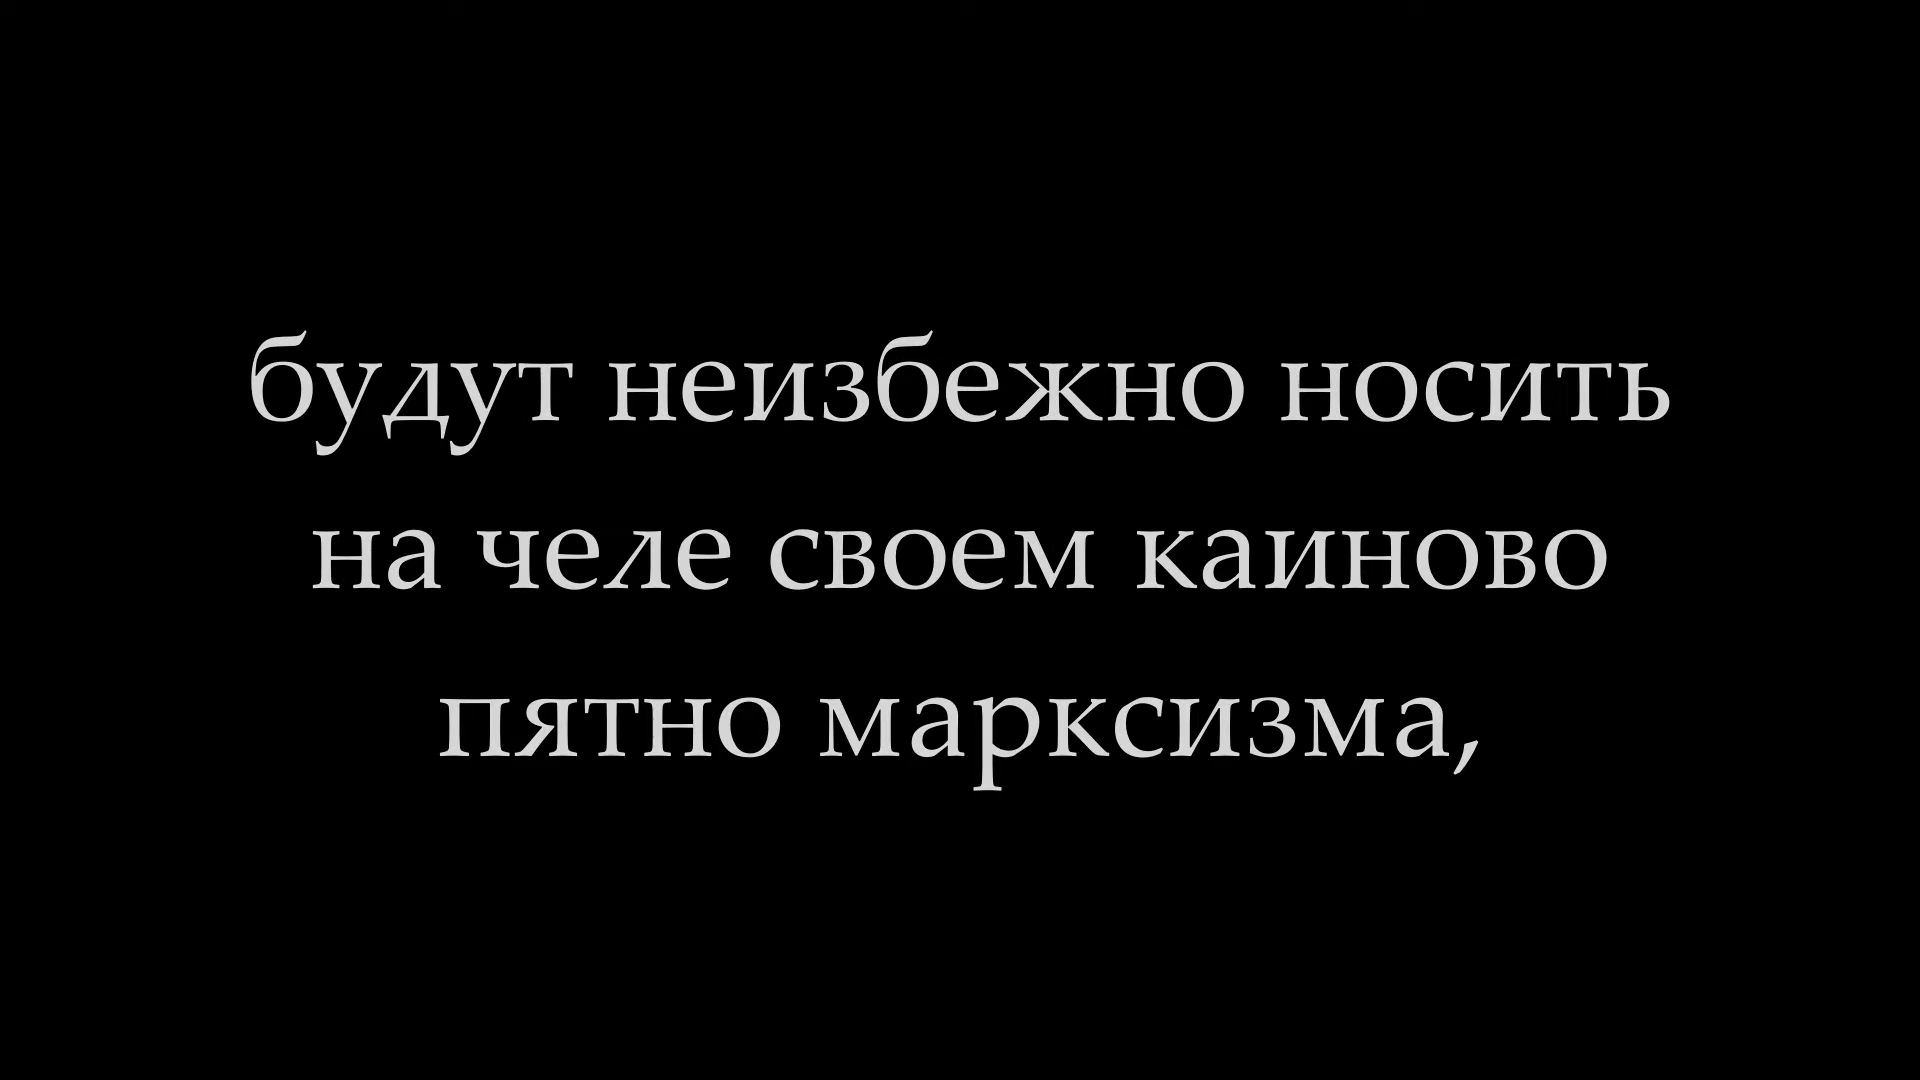 будут неизбежно носить
на челе своем каиново
пятно марксизма,